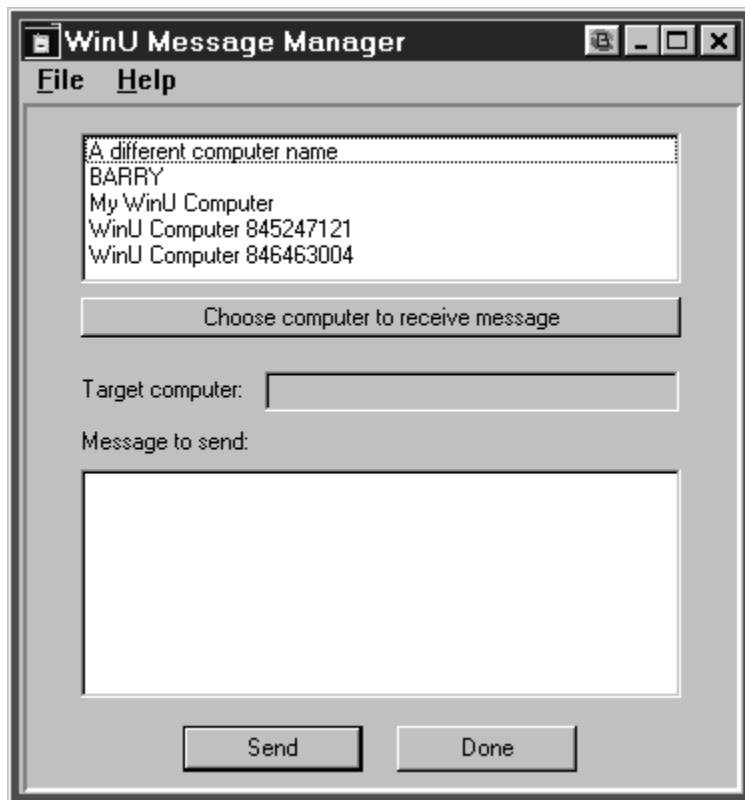 WinU Message Manager
File Help
A different computer name
BARRY
My WinU Computer
WinU Computer 845247121
WinU Computer 846463004
Choose computer to receive message
Target computer:
Message to send:
Send Done